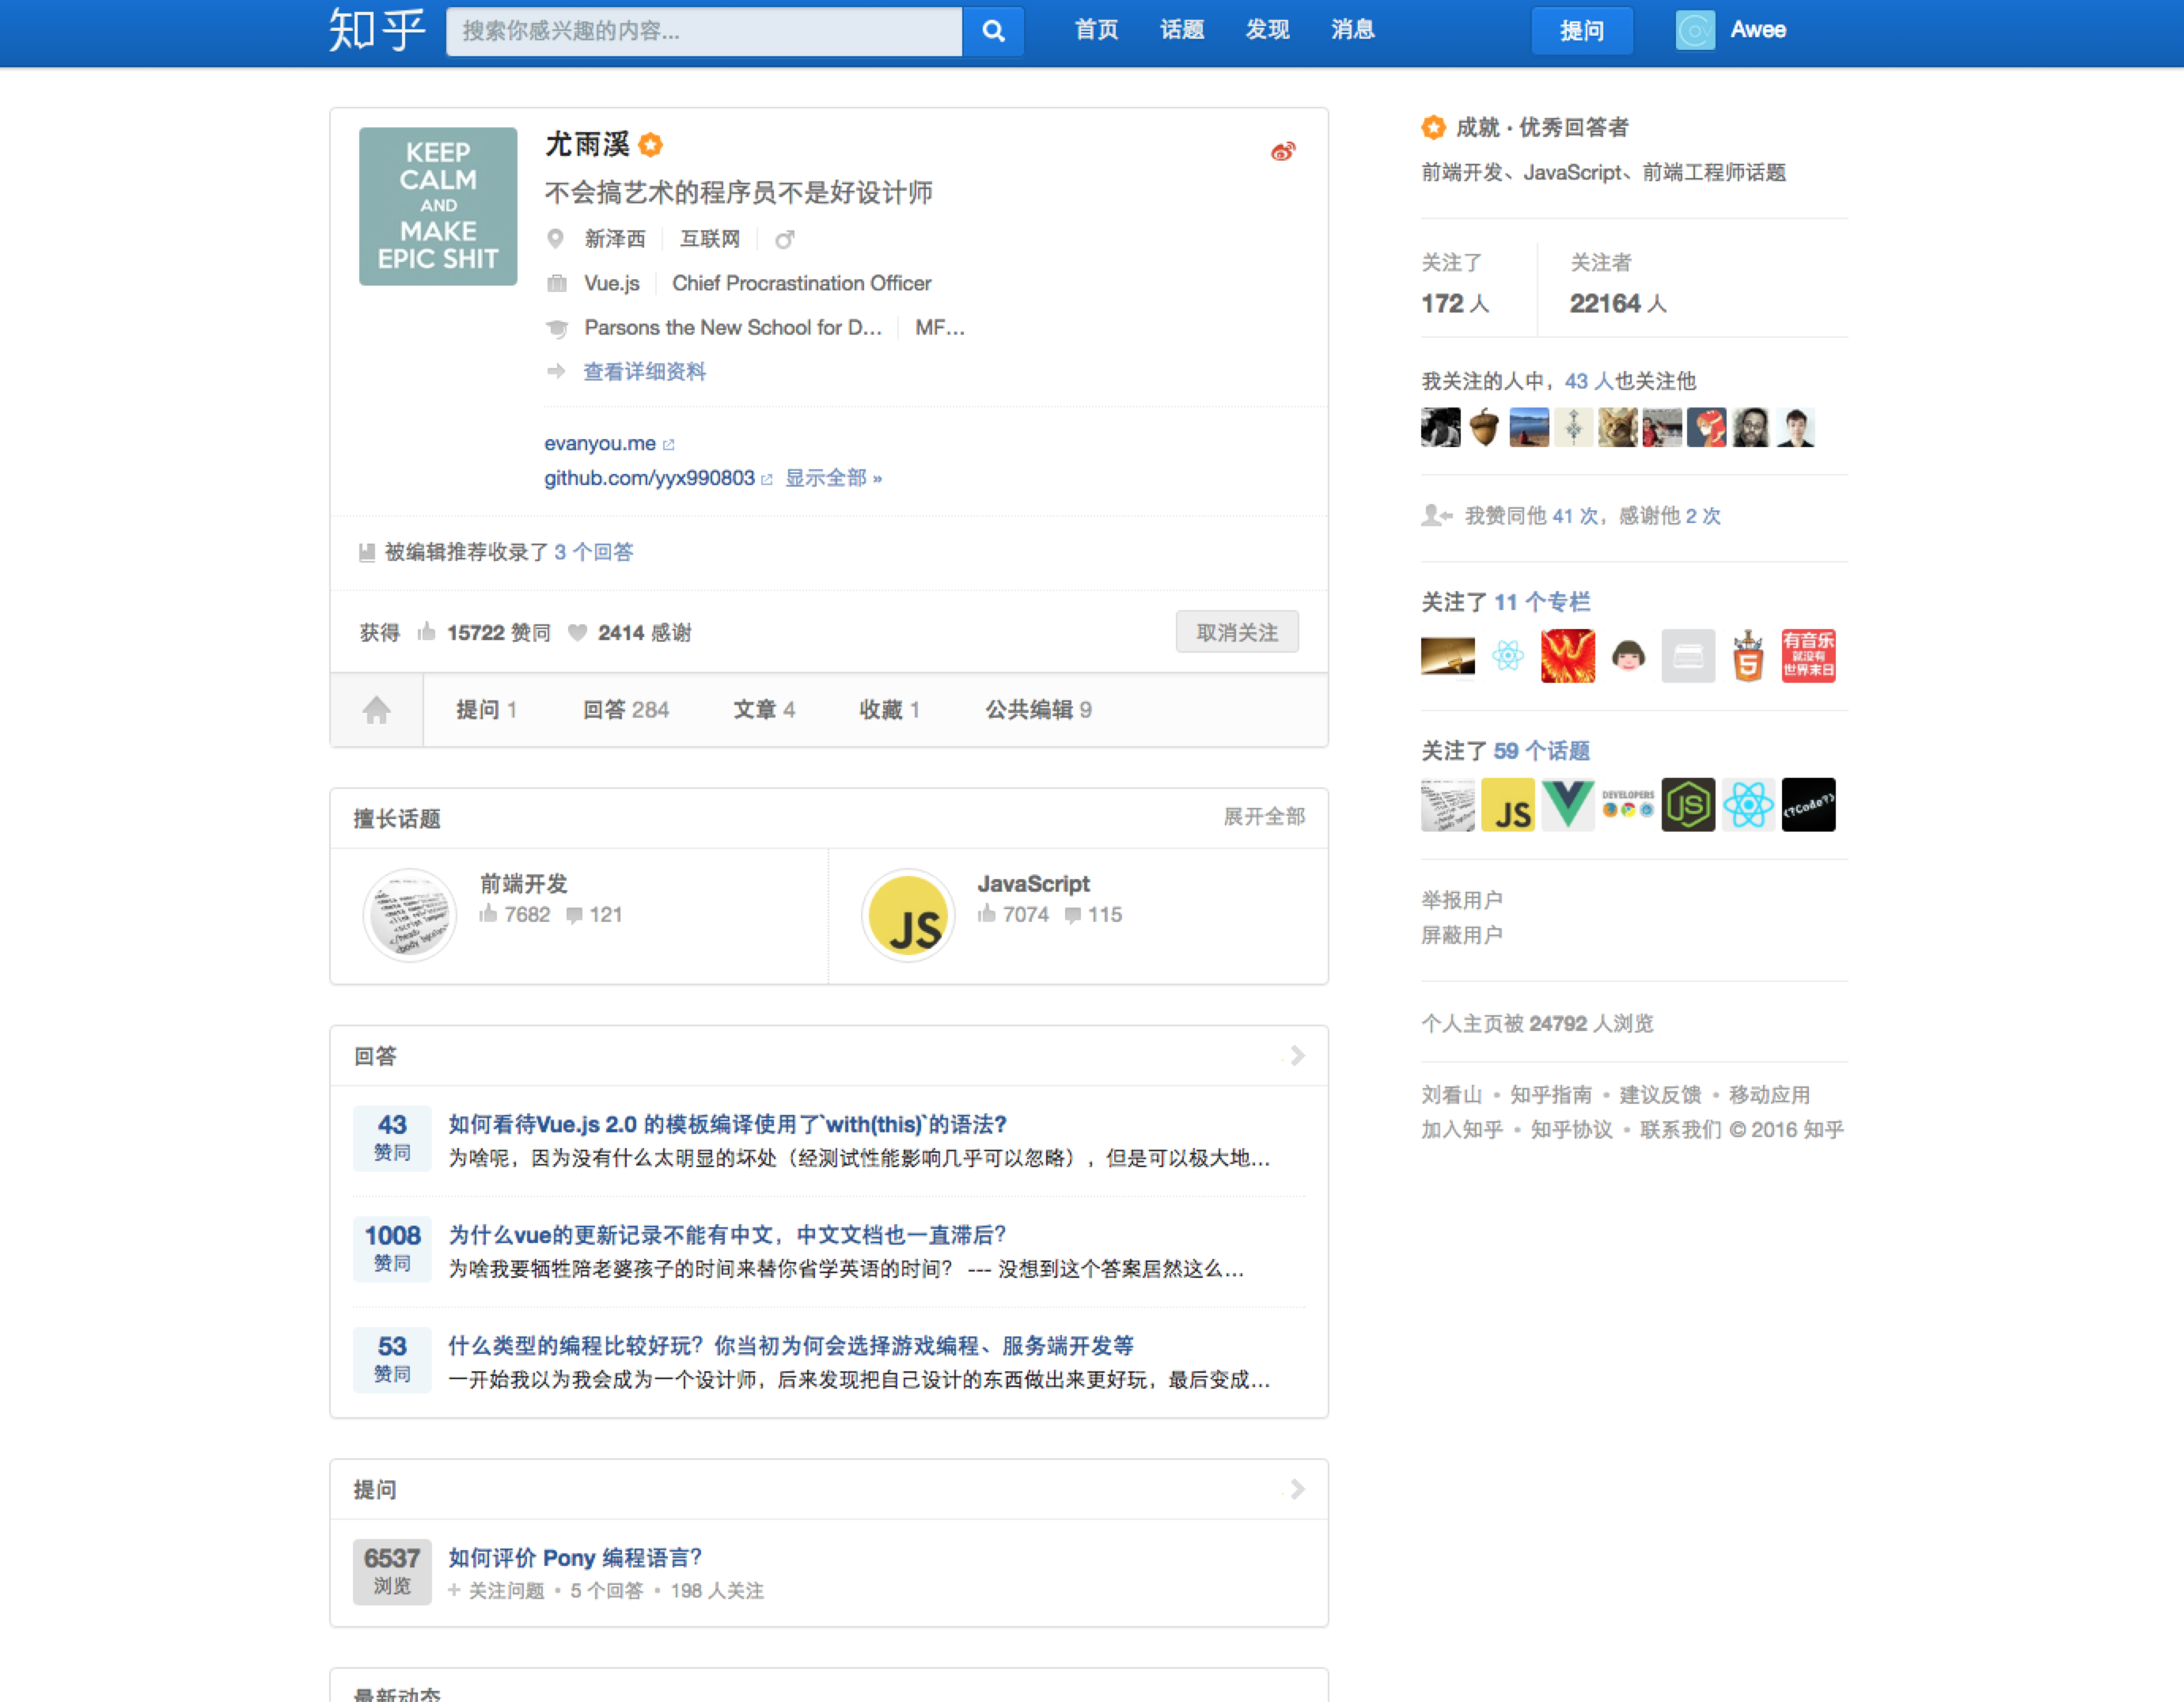 知乎
搜索你感兴趣的内容...
首页 话题 发现 消息
提问
Awee
KEEP
CALM
AND
MAKE
EPIC SHIT
尤雨溪
不会搞艺术的程序员不是好设计师
新泽西 互联网
Vue.js Chief Procrastination Officer
Parsons the New School for D... MF...
查看详细资料
evanyou.me
github.com/yyx990803 显示全部 »
被编辑推荐收录了 3 个回答
获得 15722 赞同 2414 感谢
取消关注
提问 1 回答 284 文章 4 收藏 1 公共编辑 9
擅长话题
展开全部
前端开发
7682 121
JS
JavaScript
7074 115
回答
43
赞同
如何看待Vue.js 2.0 的模板编译使用了`with(this)`的语法?
为啥呢，因为没有什么太明显的坏处（经测试性能影响几乎可以忽略），但是可以极大地...
1008
赞同
为什么vue的更新记录不能有中文，中文文档也一直滞后?
为啥我要牺牲陪老婆孩子的时间来替你省学英语的时间？ --- 没想到这个答案居然这么...
53
赞同
什么类型的编程比较好玩？你当初为何会选择游戏编程、服务端开发等
一开始我以为我会成为一个设计师，后来发现把自己设计的东西做出来更好玩，最后变成...
提问
6537
浏览
如何评价 Pony 编程语言?
+ 关注问题 • 5 个回答 • 198 人关注
最新动态
成就 · 优秀回答者
前端开发、JavaScript、前端工程师话题
关注了 关注者
172 人 22164 人
我关注的人中，43 人也关注他
我赞同他 41 次，感谢他 2 次
关注了 11 个专栏
5
有音乐
就没有
世界末日
关注了 59 个话题
JS
DEVELOPERS
JS
<?Code?>
举报用户
屏蔽用户
个人主页被 24792 人浏览
刘看山 • 知乎指南 • 建议反馈 • 移动应用
加入知乎 • 知乎协议 • 联系我们 © 2016 知乎